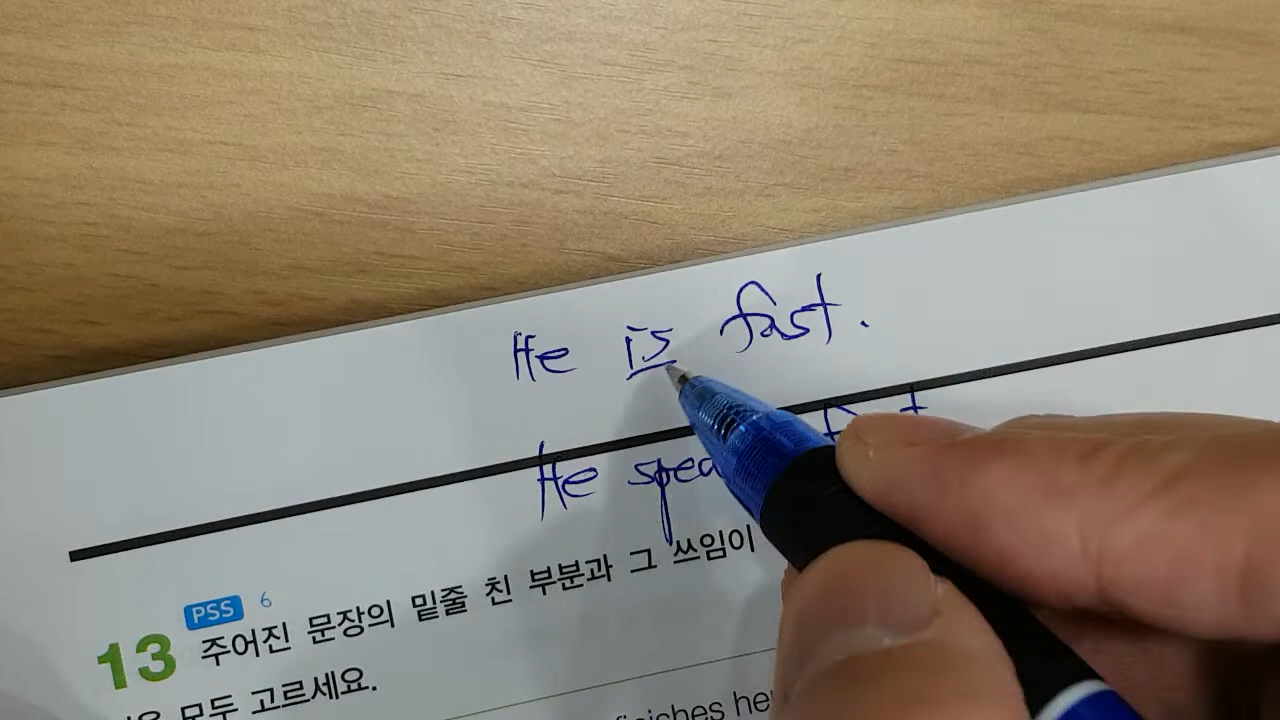 He is fast.
He
PSS 6
13 주어진 문장의 밑줄 친 부분과 그 쓰임이
모두 고르세요.
finishes